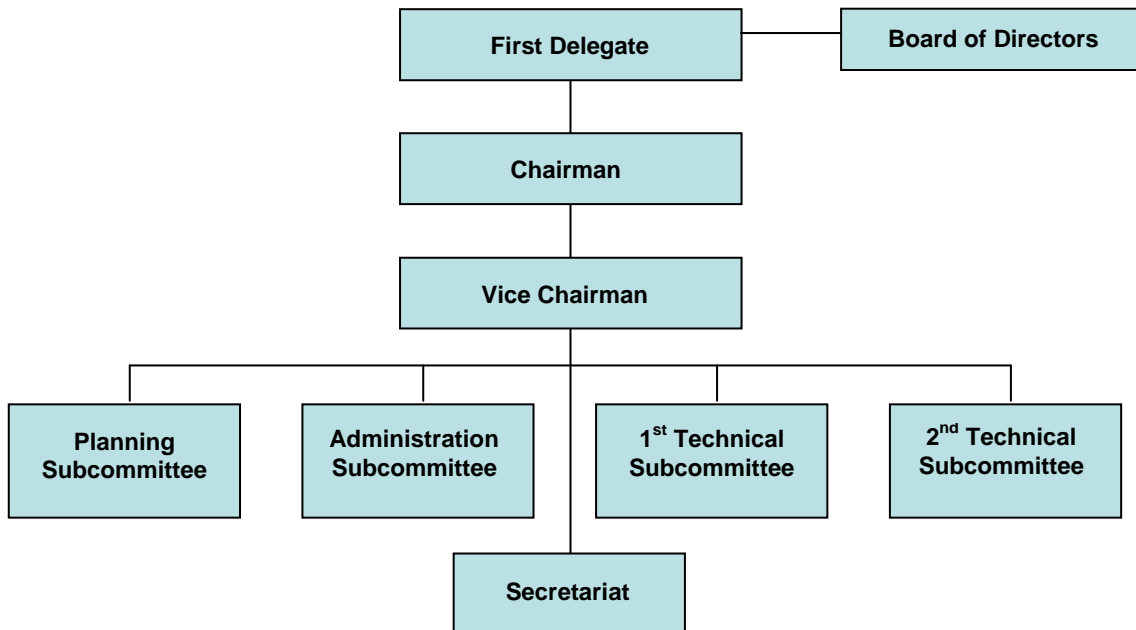 First Delegate
Board of Directors
Chairman
Vice Chairman
Planning
Subcommittee
Administration
Subcommittee
1st Technical
Subcommittee
2nd Technical
Subcommittee
Secretariat